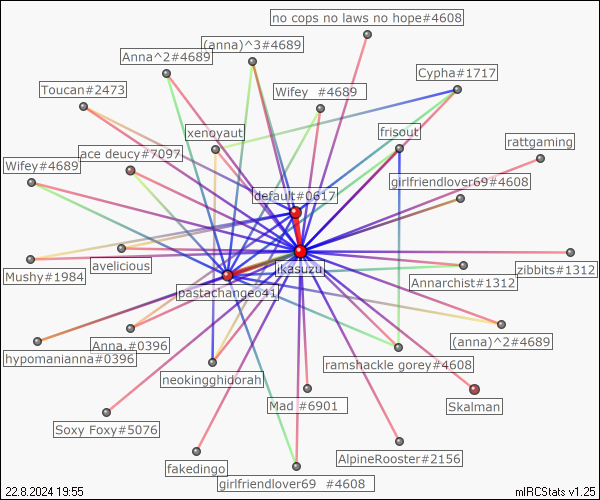 no cops no laws no hope#4608
(anna)^3#4689
Anna^2#4689
Cypha#1717
Toucan#2473
Wifey #4689
xenoyaut
frisout
rattgaming
Wifey#4689
ace deucy#7097
girlfriendlover69#4608
default#0617
Mushy#1984
avelicious
jkasuzu
zibbits#1312
Annarchist#1312
pastachangeo41
Anna.#0396
(anna)^2#4689
hypomanianna#0396
ramshackle gorey#4608
neokingghidorah
Mad #6901
Skalman
Soxy Foxy#5076
AlpineRooster#2156
fakedingo
girlfriendlover69 #4608
22.8.2024 19:55
mIRCStats v1.25